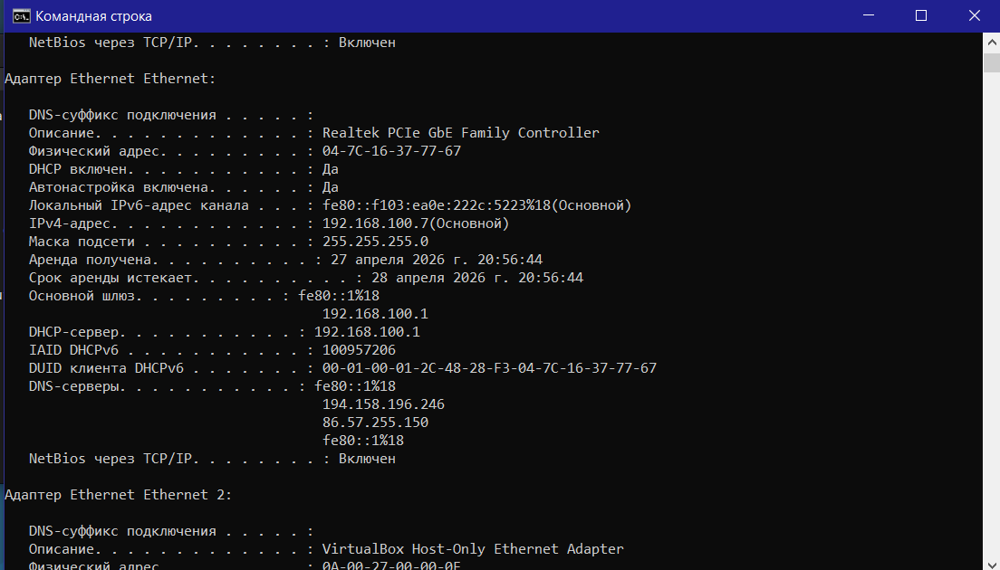 Командная строка
NetBios через TCP/IP. . . . . . . . : Включен
Адаптер Ethernet Ethernet:
DNS-суффикс подключения . . . . . :
Описание. . . . . . . . . . . . . : Realtek PCIe GbE Family Controller
Физический адрес. . . . . . . . . : 04-7C-16-37-77-67
DHCP включен. . . . . . . . . . . : Да
Автонастройка включена. . . . . . : Да
Локальный IPv6-адрес канала . . . : fe80::f103:ea0e:222c:5223%18(Основной)
IPv4-адрес. . . . . . . . . . . . : 192.168.100.7(Основной)
Маска подсети . . . . . . . . . . : 255.255.255.0
Аренда получена. . . . . . . . . . : 27 апреля 2026 г. 20:56:44
Срок аренды истекает. . . . . . . . . . : 28 апреля 2026 г. 20:56:44
Основной шлюз. . . . . . . . . : fe80::1%18
192.168.100.1
DHCP-сервер. . . . . . . . . . . : 192.168.100.1
IAID DHCPv6 . . . . . . . . . . . : 100957206
DUID клиента DHCPv6 . . . . . . . : 00-01-00-01-2C-48-28-F3-04-7C-16-37-77-67
DNS-серверы. . . . . . . . . . . : fe80::1%18
194.158.196.246
86.57.255.150
fe80::1%18
NetBios через TCP/IP. . . . . . . . : Включен
Адаптер Ethernet Ethernet 2:
DNS-суффикс подключения . . . . . :
Описание. . . . . . . . . . . . . : VirtualBox Host-Only Ethernet Adapter
Физический адрес. . . . . . . . . : 0A-00-27-00-00-0F